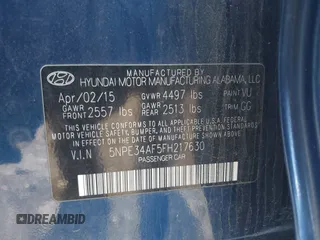 MANUFACTURED BY
HYUNDAI MOTOR MANUFACTURING ALABAMA, LLC
Apr/02/15 GVWR 4497 lbs PAINT VU
GAWR FRONT 2557 lbs GAWR REAR 2513 lbs TRIM GG
THIS VEHICLE CONFORMS TO ALL APPLICABLE U.S. FEDERAL
MOTOR VEHICLE SAFETY, BUMPER, AND THEFT PREVENTION
STANDARDS IN EFFECT ON THE DATE OF MANUFACTURE
SHOWN ABOVE
V.I.N 5NPE34AF5FH217630
PASSENGER CAR
DREAMBID